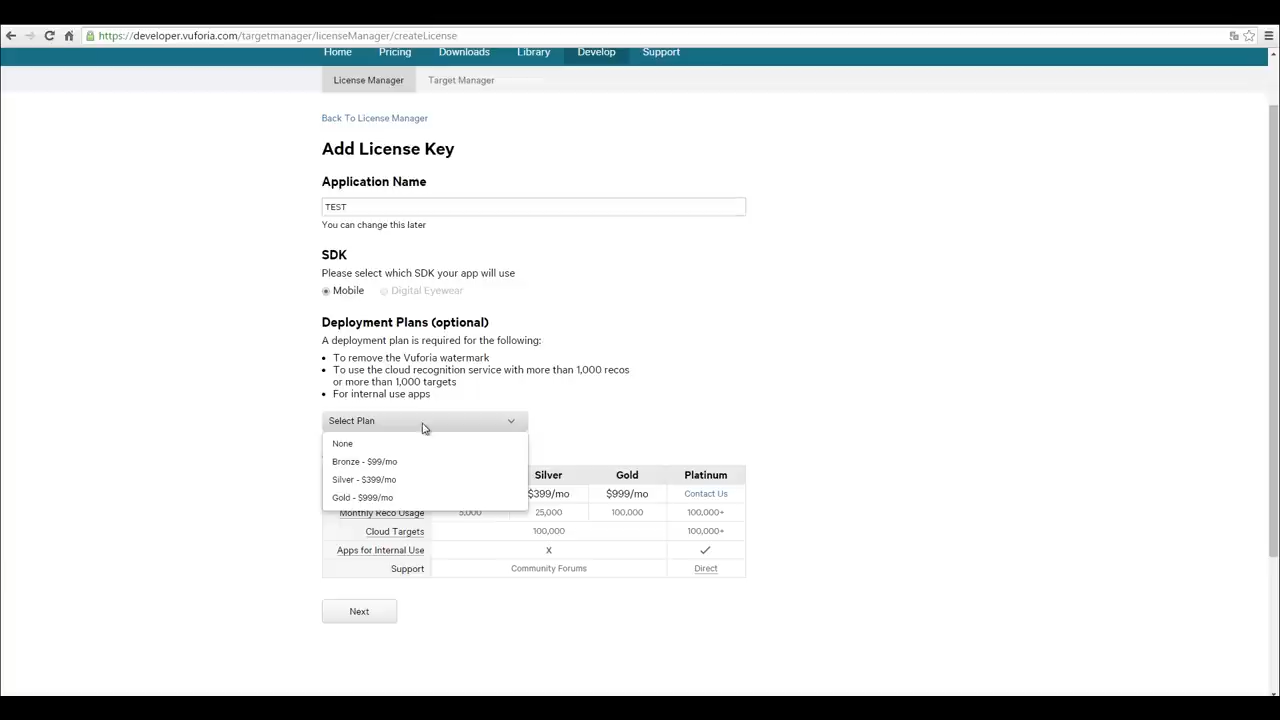 https://developer.vuforia.com/targetmanager/licenseManager/createLicense
Home Pricing Downloads Library Develop Support
License Manager Target Manager
Back To License Manager
Add License Key
Application Name
TEST
You can change this later
SDK
Please select which SDK your app will use
Mobile Digital Eyewear
Deployment Plans (optional)
A deployment plan is required for the following:
• To remove the Vuforia watermark
• To use the cloud recognition service with more than 1,000 recos
or more than 1,000 targets
• For internal use apps
Select Plan
None
Bronze - $99/mo
Silver - $399/mo
Gold - $999/mo
Silver Gold Platinum
$399/mo $999/mo Contact Us
Monthly Reco Usage 5,000 25,000 100,000 100,000+
Cloud Targets 100,000 100,000+
Apps for Internal Use X ✓
Support Community Forums Direct
Next